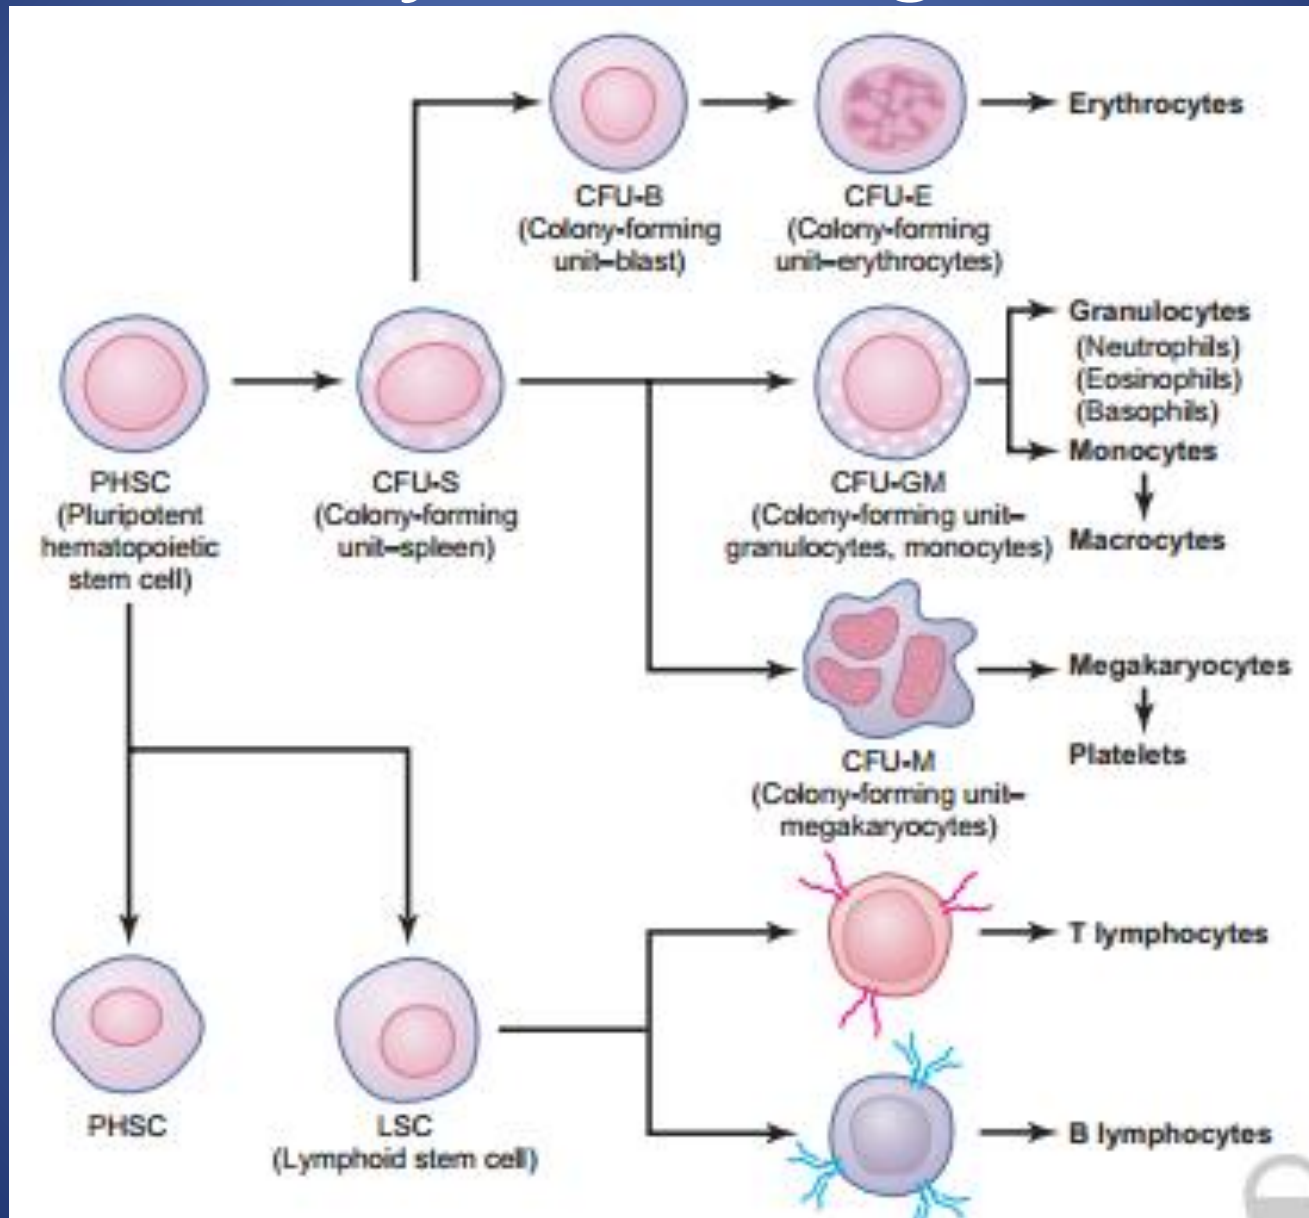 CFU-B
(Colony-forming
unit–blast)
CFU-E
(Colony-forming
unit–erythrocytes)
Erythrocytes
PHSC
(Pluripotent
hematopoietic
stem cell)
CFU-S
(Colony-forming
unit–spleen)
CFU-GM
(Colony-forming unit–
granulocytes, monocytes)
Granulocytes
(Neutrophils)
(Eosinophils)
(Basophils)
Monocytes
Macrocytes
CFU-M
(Colony-forming unit–
megakaryocytes)
Megakaryocytes
Platelets
T lymphocytes
PHSC
LSC
(Lymphoid stem cell)
B lymphocytes